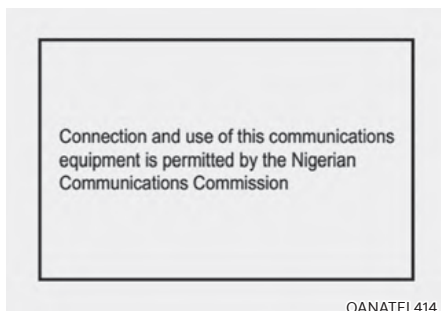 Connection and use of this communications
equipment is permitted by the Nigerian
Communications Commission
OANATEL414